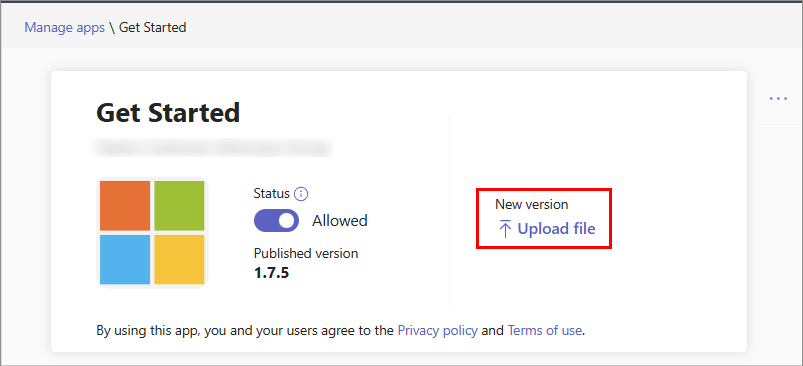 Manage apps \ Get Started
Get Started
Status
Allowed
Published version
1.7.5
New version
Upload file
By using this app, you and your users agree to the Privacy policy and Terms of use.